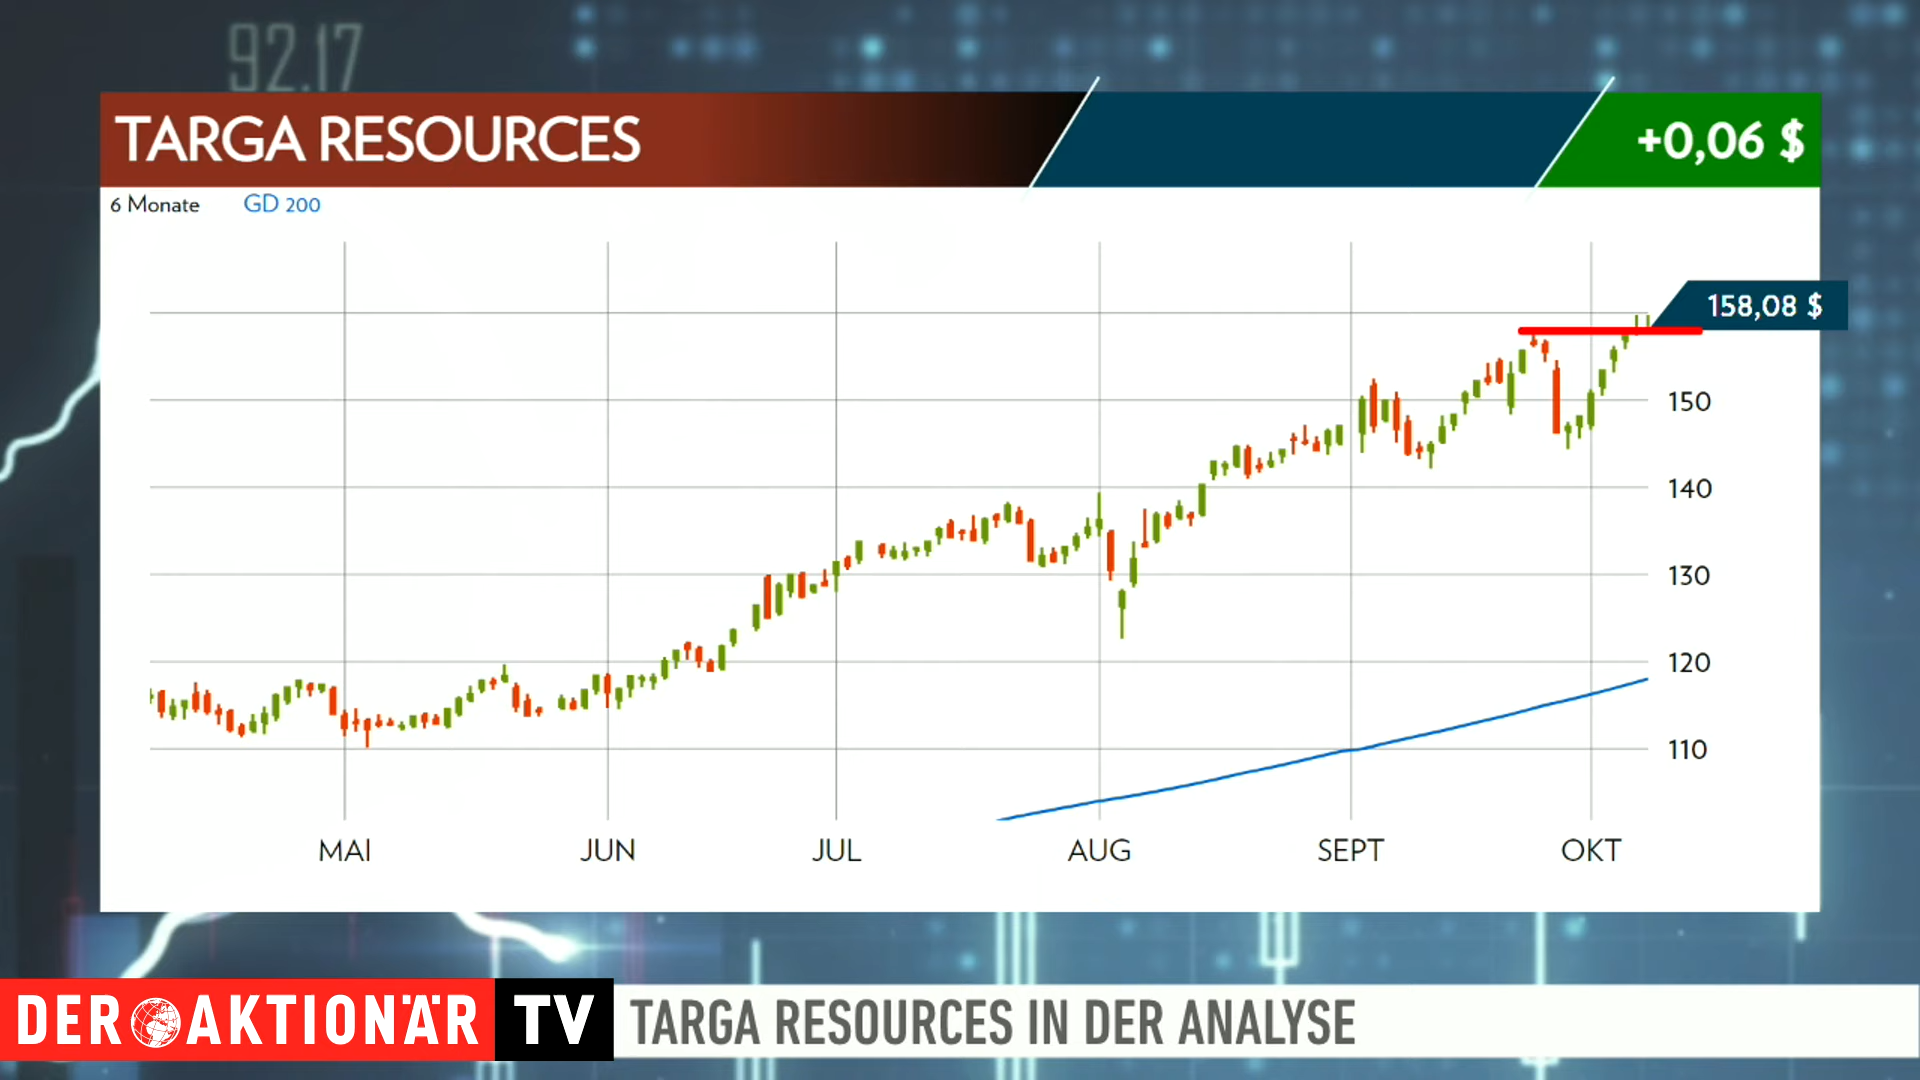 92.17
TARGA RESOURCES
+0,06 $
6 Monate GD 200
158,08 $
150
140
130
120
110
MAI JUN JUL AUG SEPT OKT
DER AKTIONÄR TV
TARGA RESOURCES IN DER ANALYSE